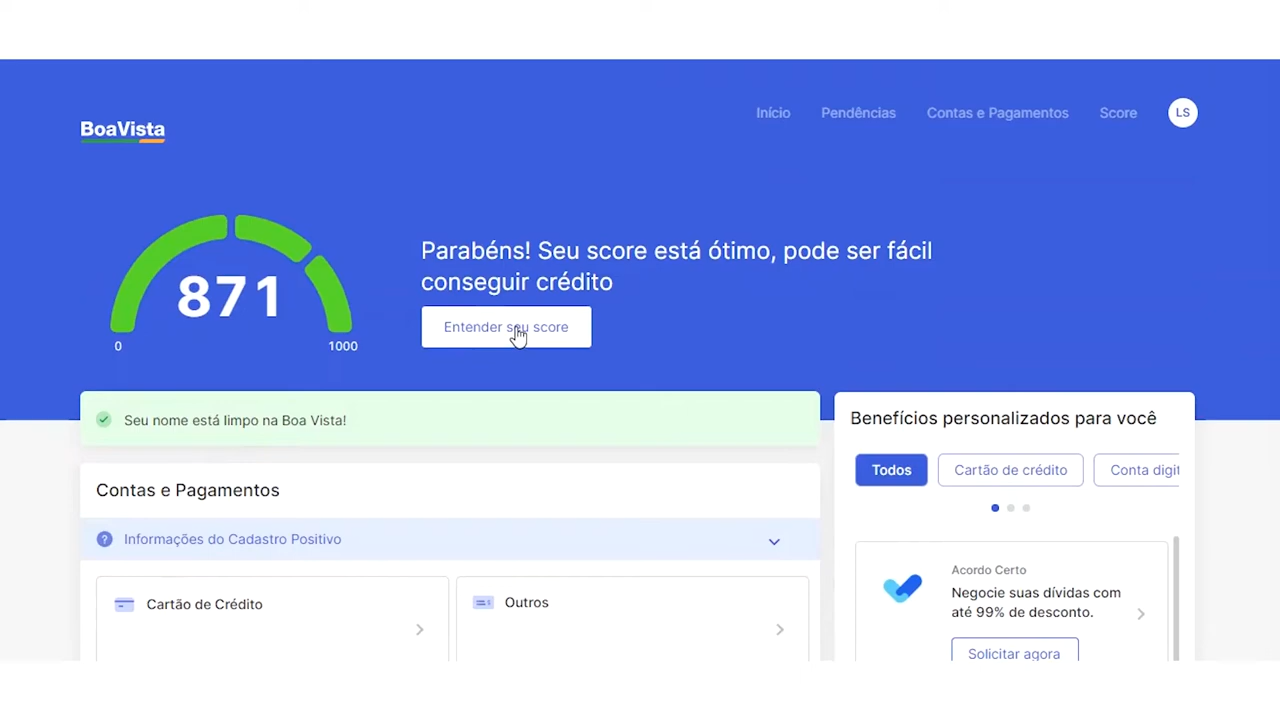 BoaVista
Início
Pendências
Contas e Pagamentos
Score
LS
871
0
1000
Parabéns! Seu score está ótimo, pode ser fácil
conseguir crédito
Entender seu score
Seu nome está limpo na Boa Vista!
Contas e Pagamentos
? Informações do Cadastro Positivo
Cartão de Crédito
Outros
Benefícios personalizados para você
Todos
Cartão de crédito
Conta digit
Acordo Certo
Negocie suas dívidas com
até 99% de desconto.
Solicitar agora